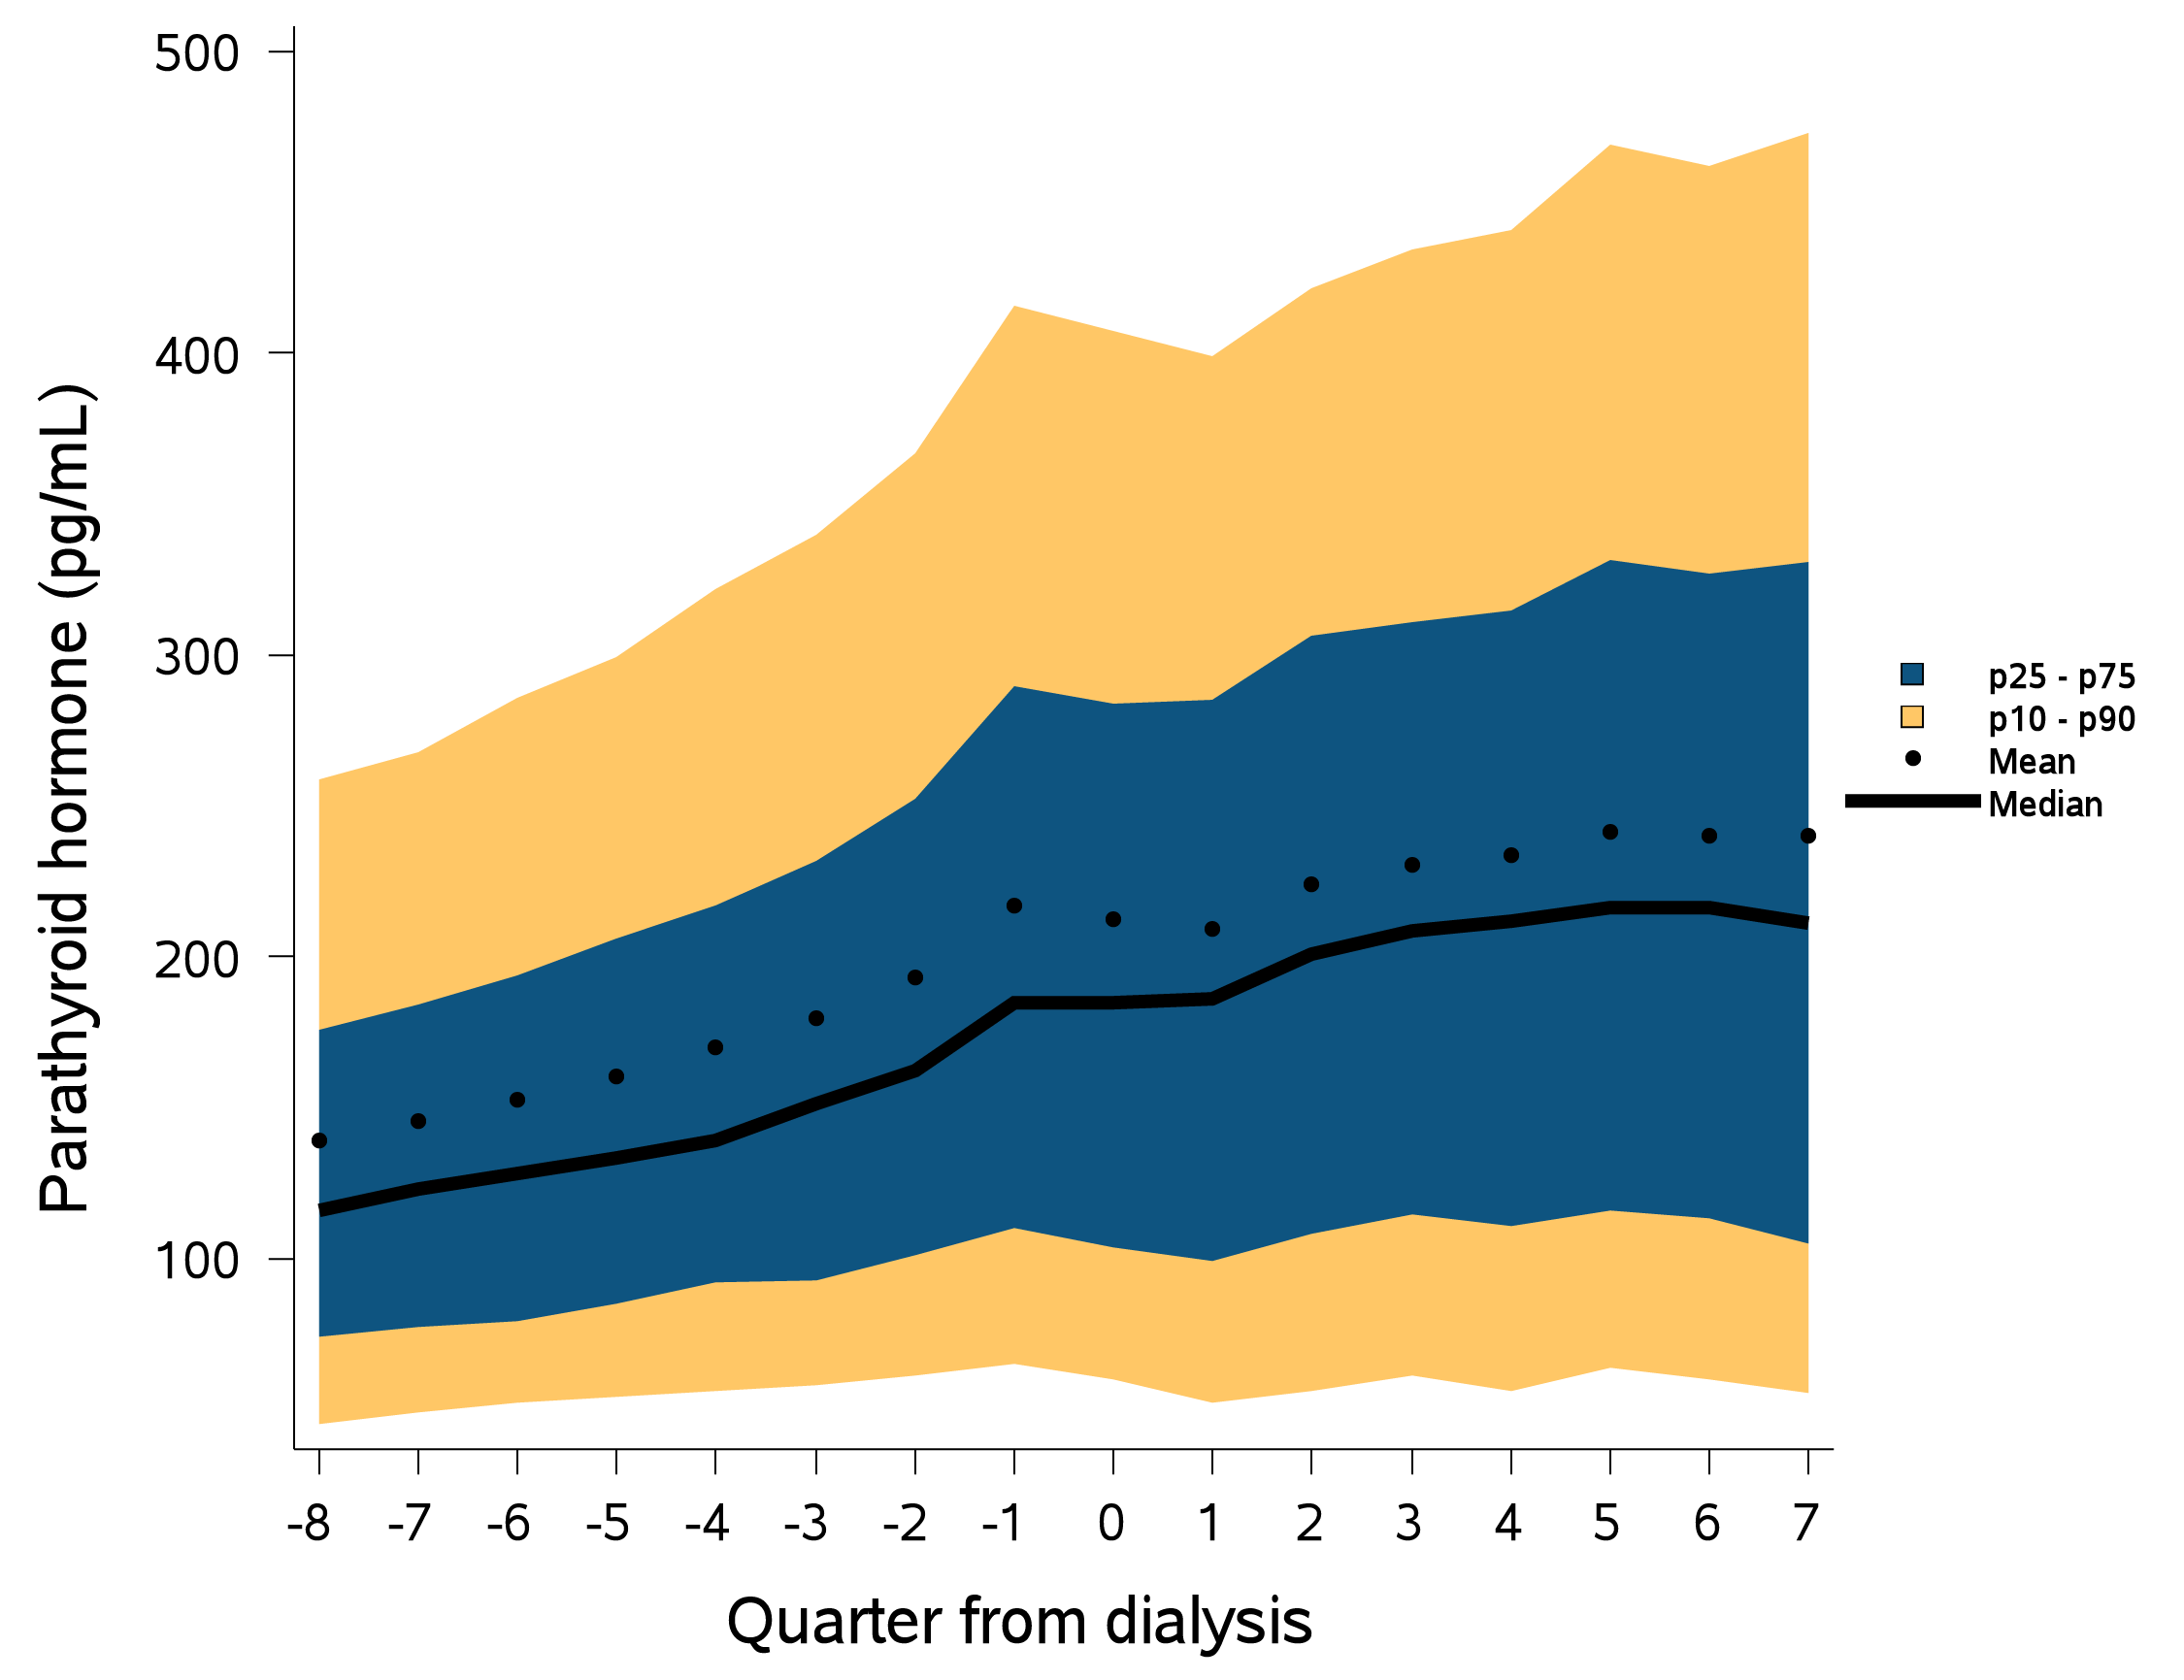 Parathyroid hormone (pg/mL)
500
400
300
200
100
-8 -7 -6 -5 -4 -3 -2 -1 0 1 2 3 4 5 6 7
Quarter from dialysis
p25 - p75
p10 - p90
Mean
Median